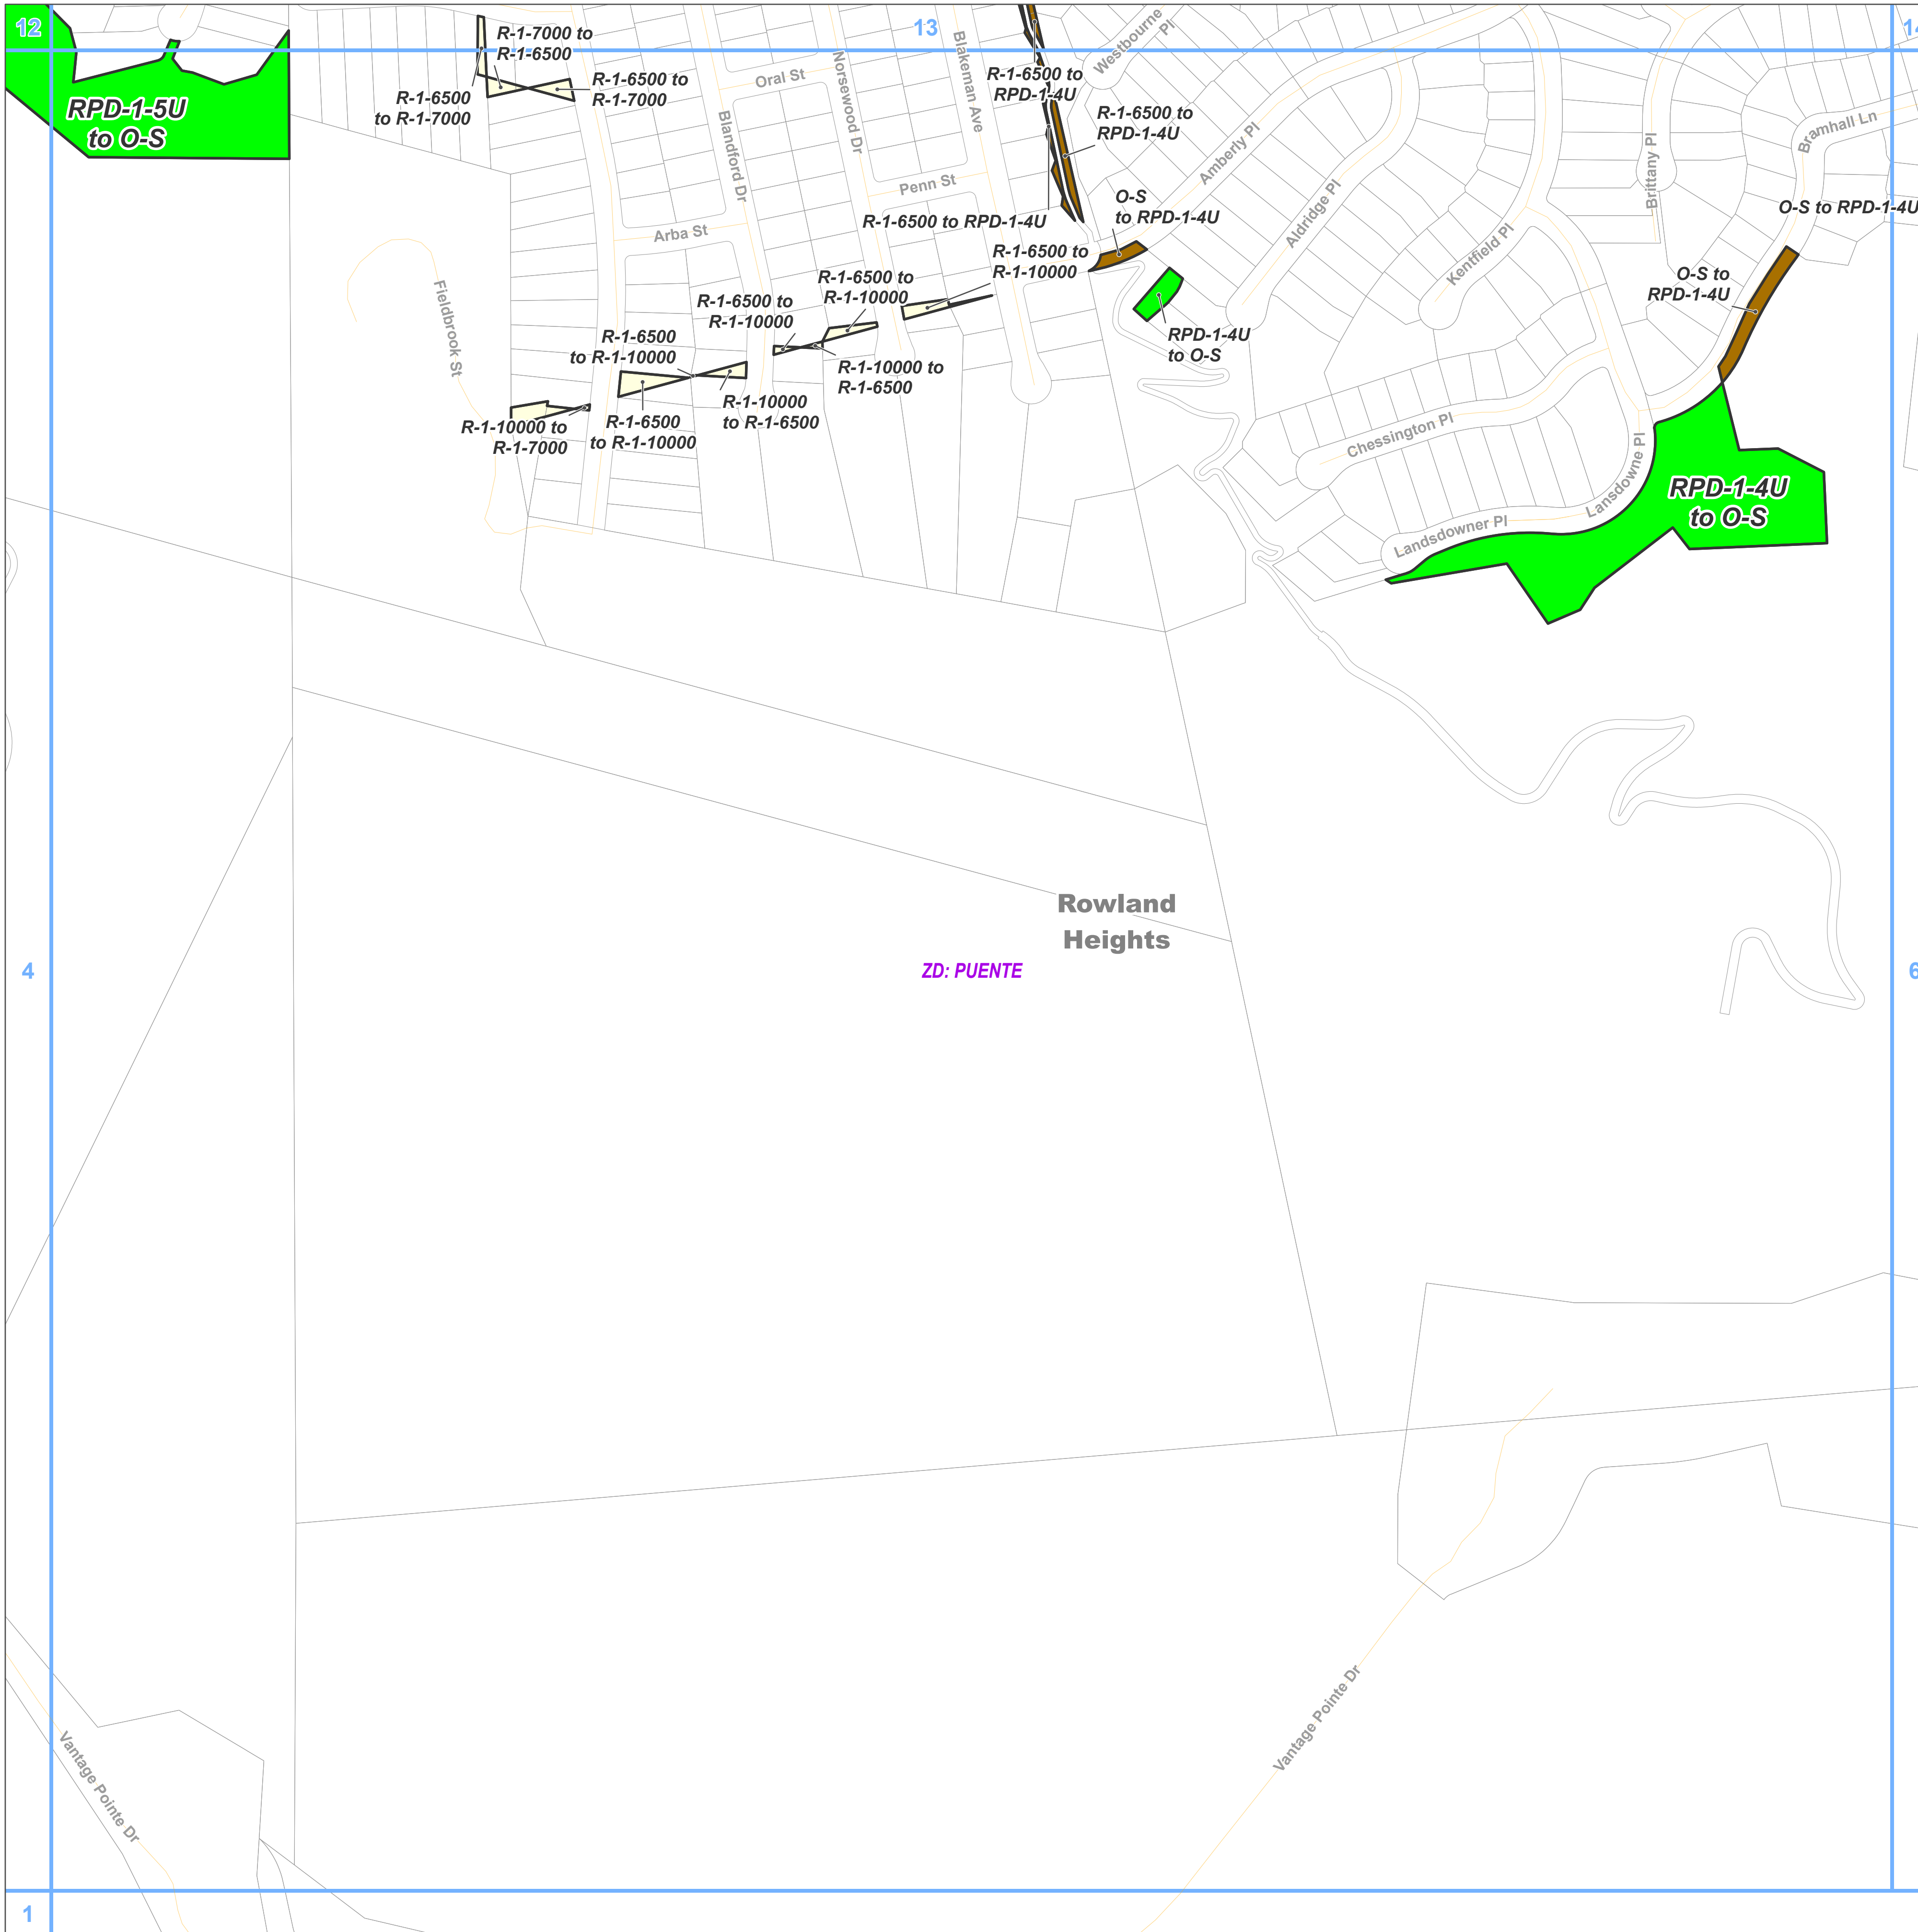 12
13
14
R-1-7000 to
R-1-6500
R-1-6500 to
R-1-7000
R-1-6500
to R-1-7000
RPD-1-5U
to O-S
Oral St
Norsewood Dr
Blakeman Ave
Westbourne
Pl
R-1-6500 to
RPD-1-4U
R-1-6500 to
RPD-1-4U
Blandford Dr
Amberly Pl
Brittany Pl
Bramhall Ln
Penn St
Aldridge Pl
O-S
to RPD-1-4U
O-S to RPD-1-4U
R-1-6500 to RPD-1-4U
Arba St
Kentfield Pl
R-1-6500 to
R-1-10000
R-1-6500 to
R-1-10000
O-S to
RPD-1-4U
Fieldbrook St
R-1-6500 to
R-1-10000
R-1-6500
to R-1-10000
RPD-1-4U
to O-S
R-1-10000 to
R-1-6500
R-1-10000
to R-1-6500
R-1-10000 to
R-1-7000
R-1-6500
to R-1-10000
Chessington Pl
Lansdowne Pl
RPD-1-4U
to O-S
Landsdowner Pl
Rowland
Heights
ZD: PUENTE
4
6
Vantage Pointe Dr
Vantage Pointe Dr
1